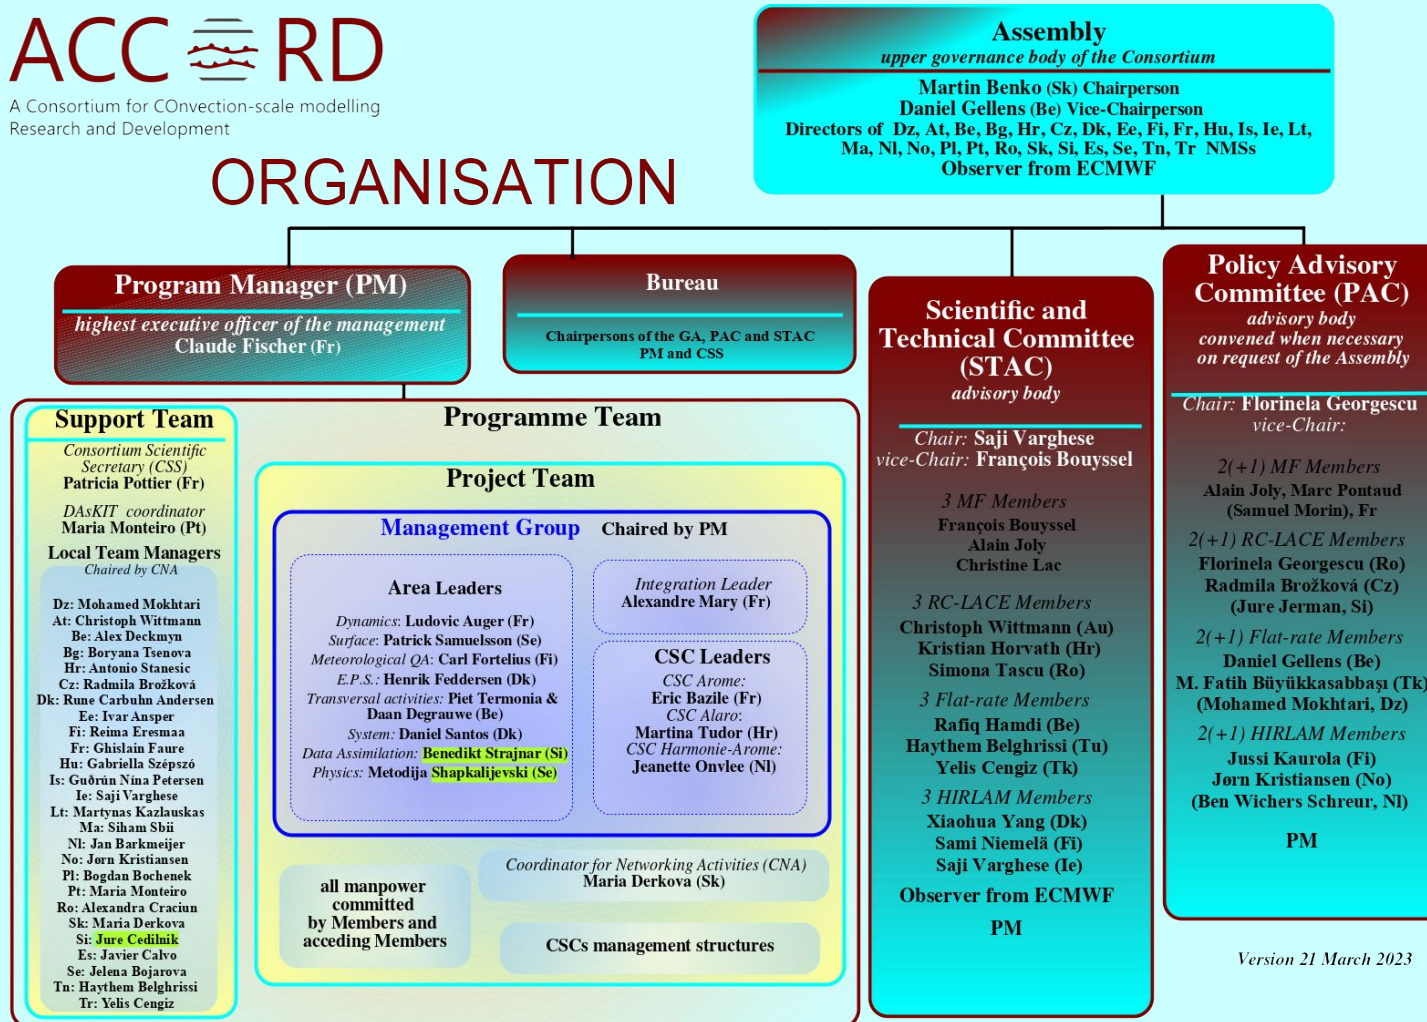 ACCORD
A Consortium for COnvection-scale modelling
Research and Development
ORGANISATION
Assembly
upper governance body of the Consortium
Martin Benko (Sk) Chairperson
Daniel Gellens (Be) Vice-Chairperson
Directors of Dz, At, Be, Bg, Hr, Cz, Dk, Ee, Fi, Fr, Hu, Is, Ie, Lt,
Ma, Nl, No, Pl, Pt, Ro, Sk, Si, Es, Se, Tn, Tr NMSs
Observer from ECMWF
Program Manager (PM)
highest executive officer of the management
Claude Fischer (Fr)
Bureau
Chairpersons of the GA, PAC and STAC
PM and CSS
Scientific and
Technical Committee
(STAC)
advisory body
Chair: Saji Varghese
vice-Chair: François Bouyssel
3 MF Members
François Bouyssel
Alain Joly
Christine Lac
3 RC-LACE Members
Christoph Wittmann (Au)
Kristian Horvath (Hr)
Simona Tascu (Ro)
3 Flat-rate Members
Rafiq Hamdi (Be)
Haythem Belghrissi (Tu)
Yelis Cengiz (Tk)
3 HIRLAM Members
Xiaohua Yang (Dk)
Sami Niemelä (Fi)
Saji Varghese (Ie)
Observer from ECMWF
PM
Policy Advisory
Committee (PAC)
advisory body
convened when necessary
on request of the Assembly
Chair: Florinela Georgescu
vice-Chair:
2(+1) MF Members
Alain Joly, Marc Pontaud
(Samuel Morin), Fr
2(+1) RC-LACE Members
Florinela Georgescu (Ro)
Radmila Brožková (Cz)
(Jure Jerman, Si)
2(+1) Flat-rate Members
Daniel Gellens (Be)
M. Fatih Büyükkasabbaşı (Tk)
(Mohamed Mokhtari, Dz)
2(+1) HIRLAM Members
Jussi Kaurola (Fi)
Jørn Kristiansen (No)
(Ben Wichers Schreur, Nl)
PM
Programme Team
Support Team
Consortium Scientific
Secretary (CSS)
Patricia Pottier (Fr)
DAsKIT coordinator
Maria Monteiro (Pt)
Local Team Managers
Chaired by CNA
Dz: Mohamed Mokhtari
At: Christoph Wittmann
Be: Alex Deckmyn
Bg: Boryana Tsenova
Hr: Antonio Stanesic
Cz: Radmila Brožková
Dk: Rune Carbuhn Andersen
Ee: Ivar Ansper
Fi: Reima Eresmaa
Fr: Ghislain Faure
Hu: Gabriella Szépszó
Is: Guðrún Nína Petersen
Ie: Saji Varghese
Lt: Martynas Kazlauskas
Ma: Siham Sbii
Nl: Jan Barkmeijer
No: Jørn Kristiansen
Pl: Bogdan Bochenek
Pt: Maria Monteiro
Ro: Alexandra Craciun
Sk: Maria Derkova
Si: Jure Cedilnik
Es: Javier Calvo
Se: Jelena Bojarova
Tn: Haythem Belghrissi
Tr: Yelis Cengiz
Project Team
Management Group Chaired by PM
Area Leaders
Dynamics: Ludovic Auger (Fr)
Surface: Patrick Samuelsson (Se)
Meteorological QA: Carl Fortelius (Fi)
E.P.S.: Henrik Feddersen (Dk)
Transversal activities: Piet Termonia &
Daan Degrauwe (Be)
System: Daniel Santos (Dk)
Data Assimilation: Benedikt Strajnar (Si)
Physics: Metodija Shapkalijevski (Se)
Integration Leader
Alexandre Mary (Fr)
CSC Leaders
CSC Arome:
Eric Bazile (Fr)
CSC Alaro:
Martina Tudor (Hr)
CSC Harmonie-Arome:
Jeanette Onvlee (Nl)
all manpower
committed
by Members and
acceding Members
Coordinator for Networking Activities (CNA)
Maria Derkova (Sk)
CSCs management structures
Version 21 March 2023